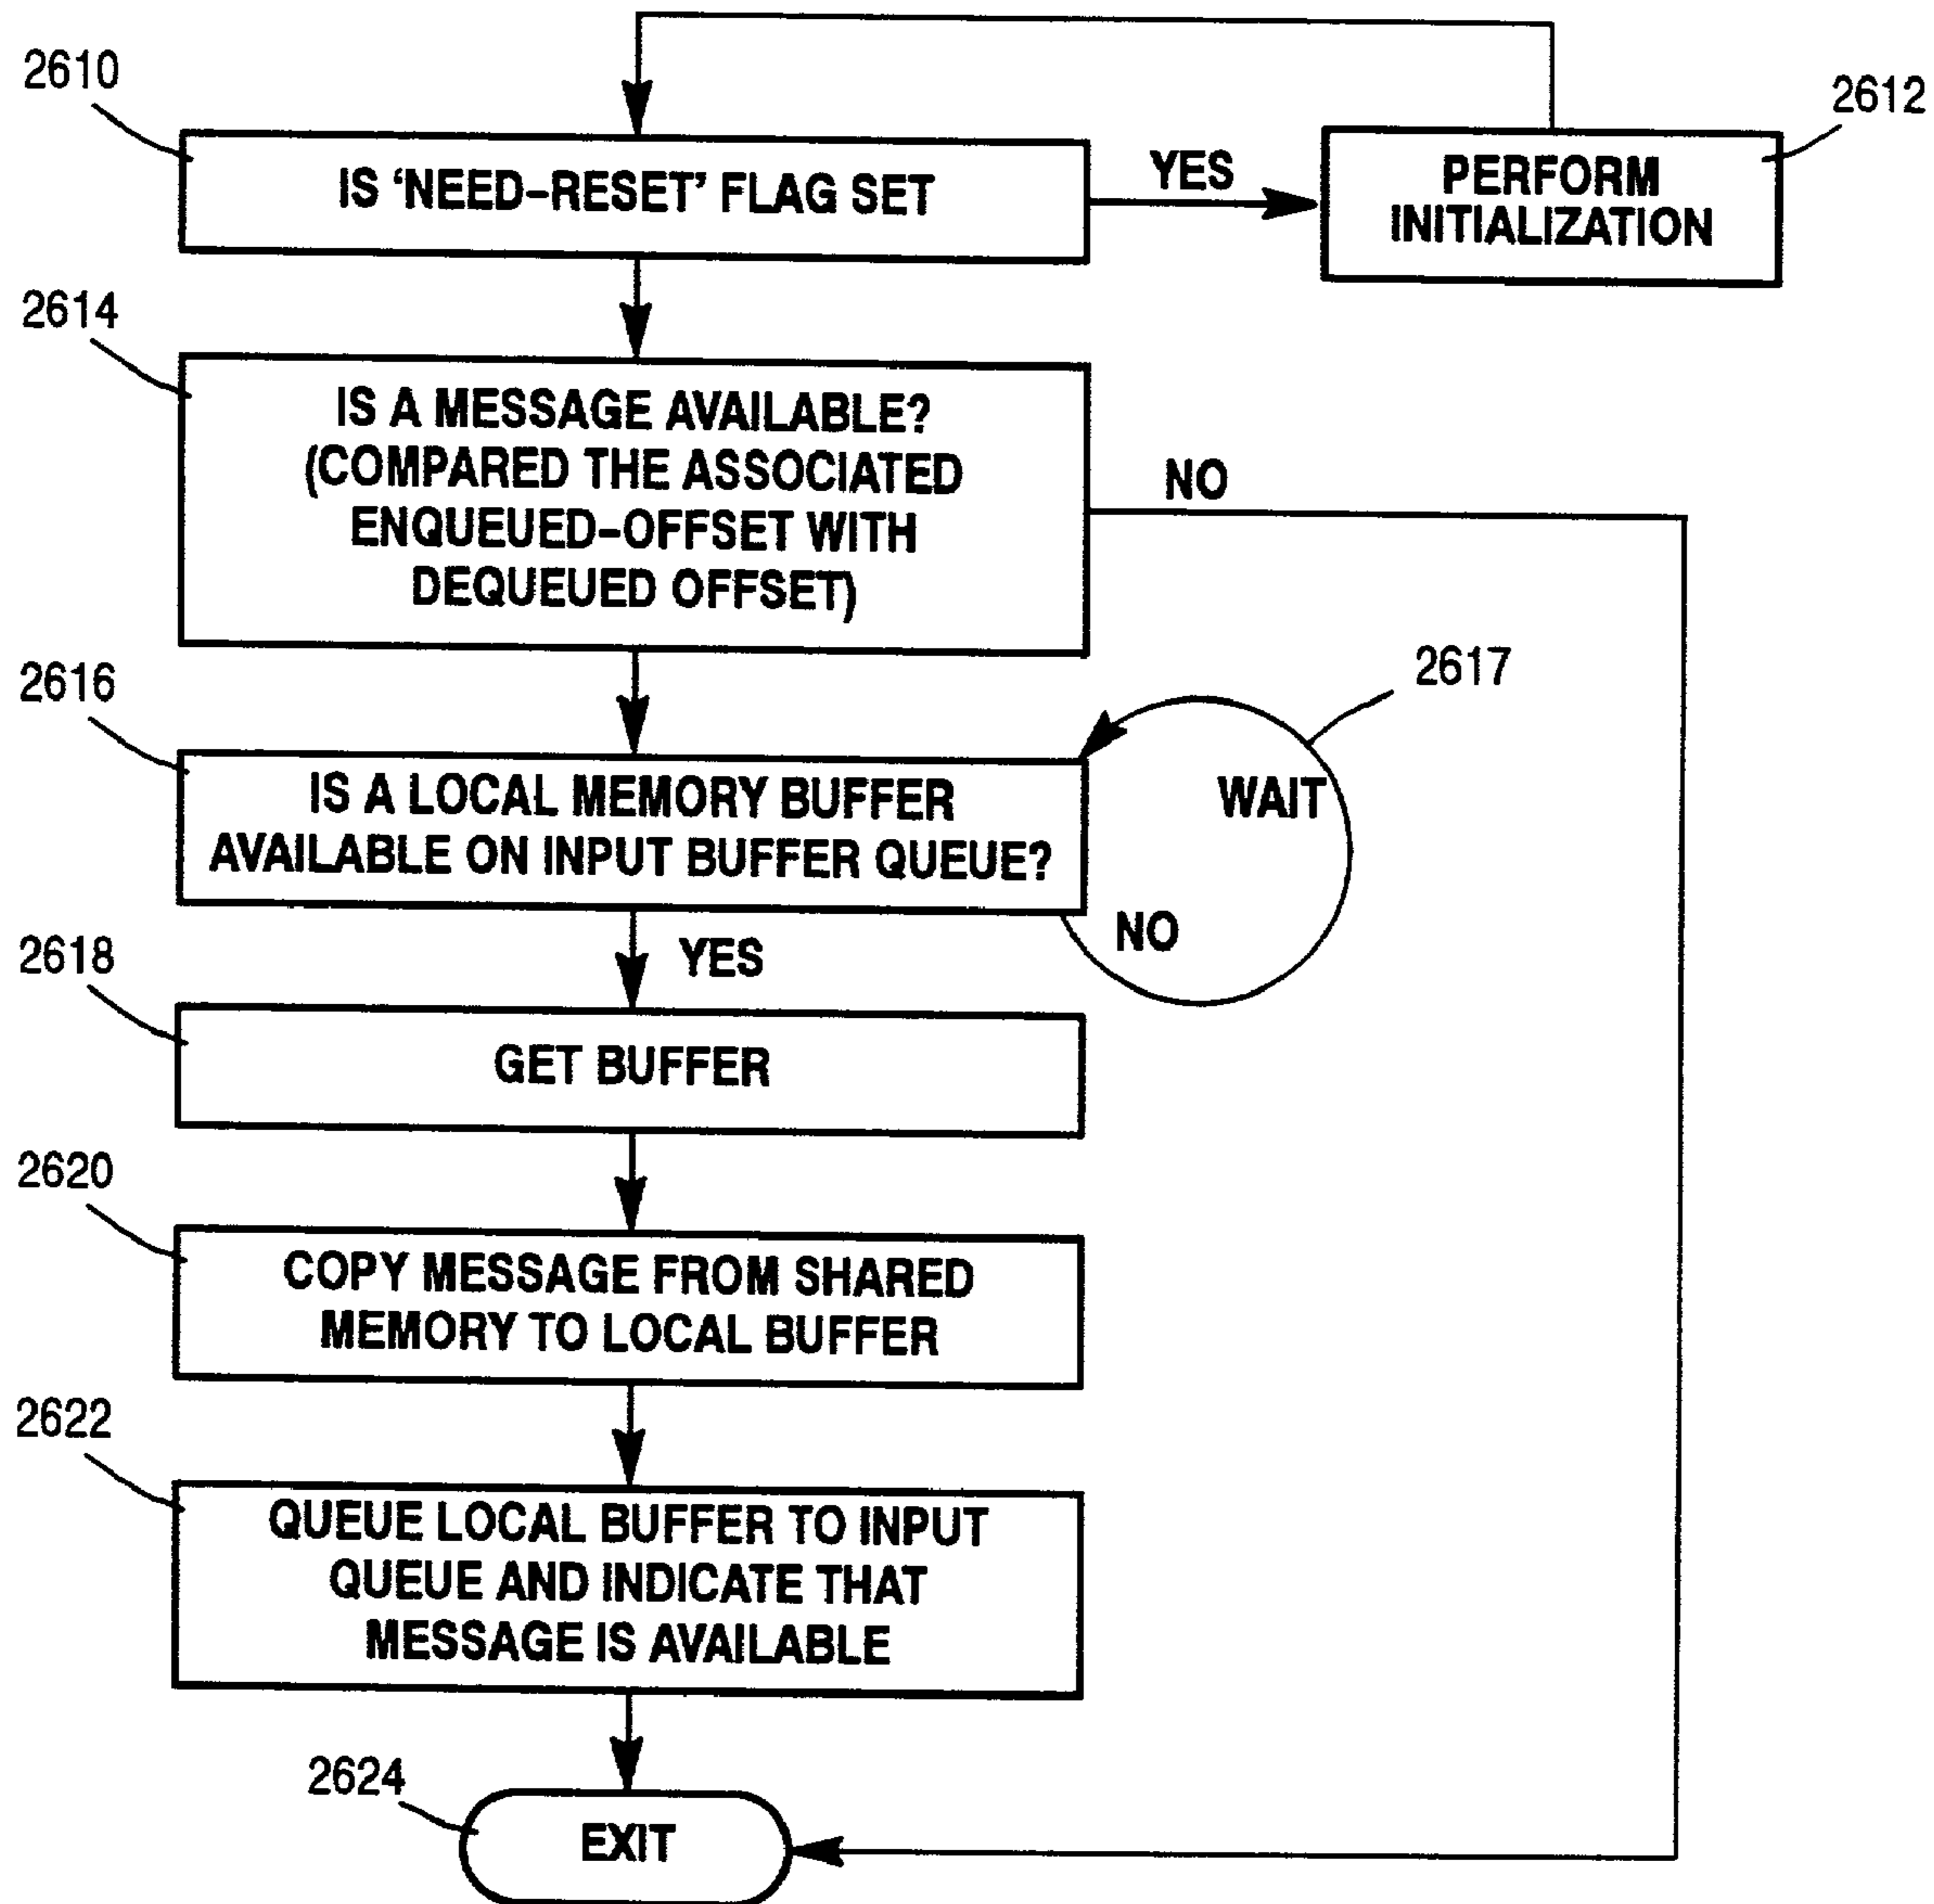 2610
IS 'NEED-RESET' FLAG SET
YES
2612
PERFORM
INITIALIZATION
2614
IS A MESSAGE AVAILABLE?
(COMPARED THE ASSOCIATED
ENQUEUED-OFFSET WITH
DEQUEUED OFFSET)
NO
2616
IS A LOCAL MEMORY BUFFER
AVAILABLE ON INPUT BUFFER QUEUE?
2617
WAIT
NO
YES
2618
GET BUFFER
2620
COPY MESSAGE FROM SHARED
MEMORY TO LOCAL BUFFER
2622
QUEUE LOCAL BUFFER TO INPUT
QUEUE AND INDICATE THAT
MESSAGE IS AVAILABLE
2624
EXIT